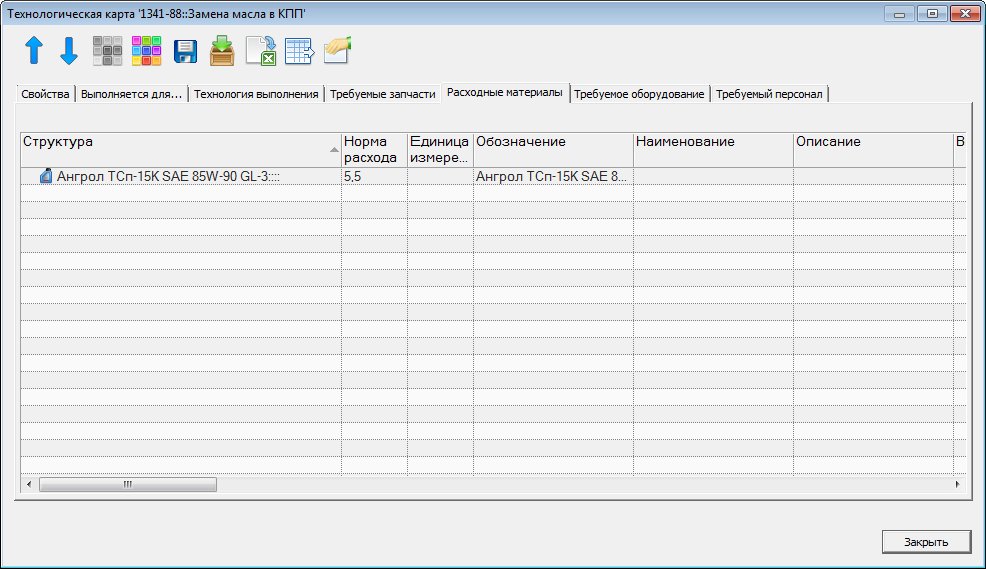 Технологическая карта '1341-88::Замена масла в КПП'
Свойства Выполняется для... Технология выполнения Требуемые запчасти Расходные материалы Требуемое оборудование Требуемый персонал
Структура Норма расхода Единица измере... Обозначение Наименование Описание В
Ангрол ТСп-15К SAE 85W-90 GL-3:::: 5,5 Ангрол ТСп-15К SAE 8...
Закрыть